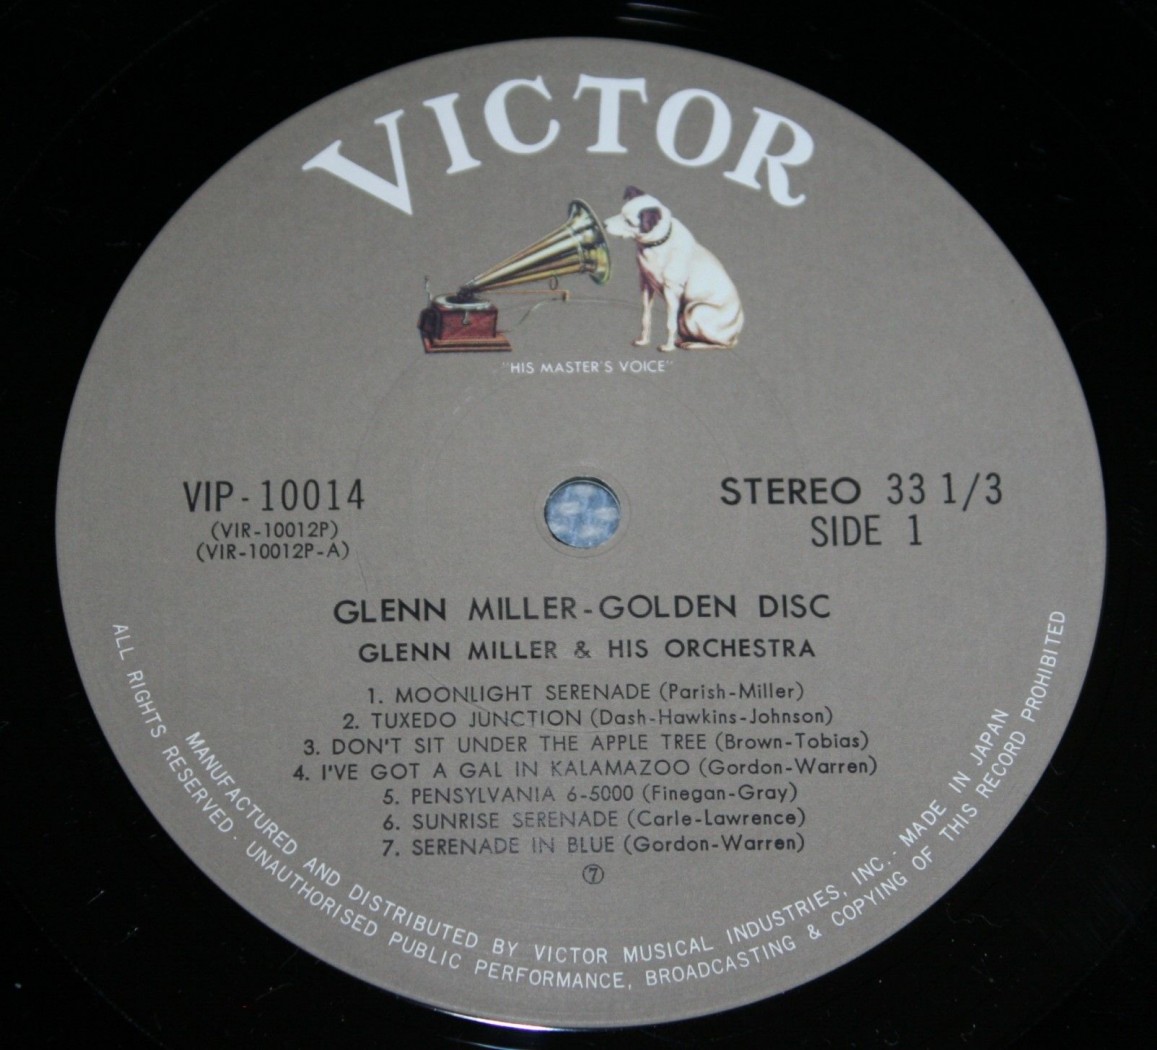 VICTOR
"HIS MASTER'S VOICE"
VIP-10014
(VIR-10012P)
(VIR-10012P-A)
STEREO 33 1/3
SIDE 1
GLENN MILLER-GOLDEN DISC
GLENN MILLER & HIS ORCHESTRA
1. MOONLIGHT SERENADE (Parish-Miller)
2. TUXEDO JUNCTION (Dash-Hawkins-Johnson)
3. DON'T SIT UNDER THE APPLE TREE (Brown-Tobias)
4. I'VE GOT A GAL IN KALAMAZOO (Gordon-Warren)
5. PENSYLVANIA 6-5000 (Finegan-Gray)
6. SUNRISE SERENADE (Carle-Lawrence)
7. SERENADE IN BLUE (Gordon-Warren)
⑦
MANUFACTURED AND DISTRIBUTED BY VICTOR MUSICAL INDUSTRIES, INC.· MADE IN JAPAN
ALL RIGHTS RESERVED· UNAUTHORISED PUBLIC PERFORMANCE, BROADCASTING & COPYING OF THIS RECORD PROHIBITED